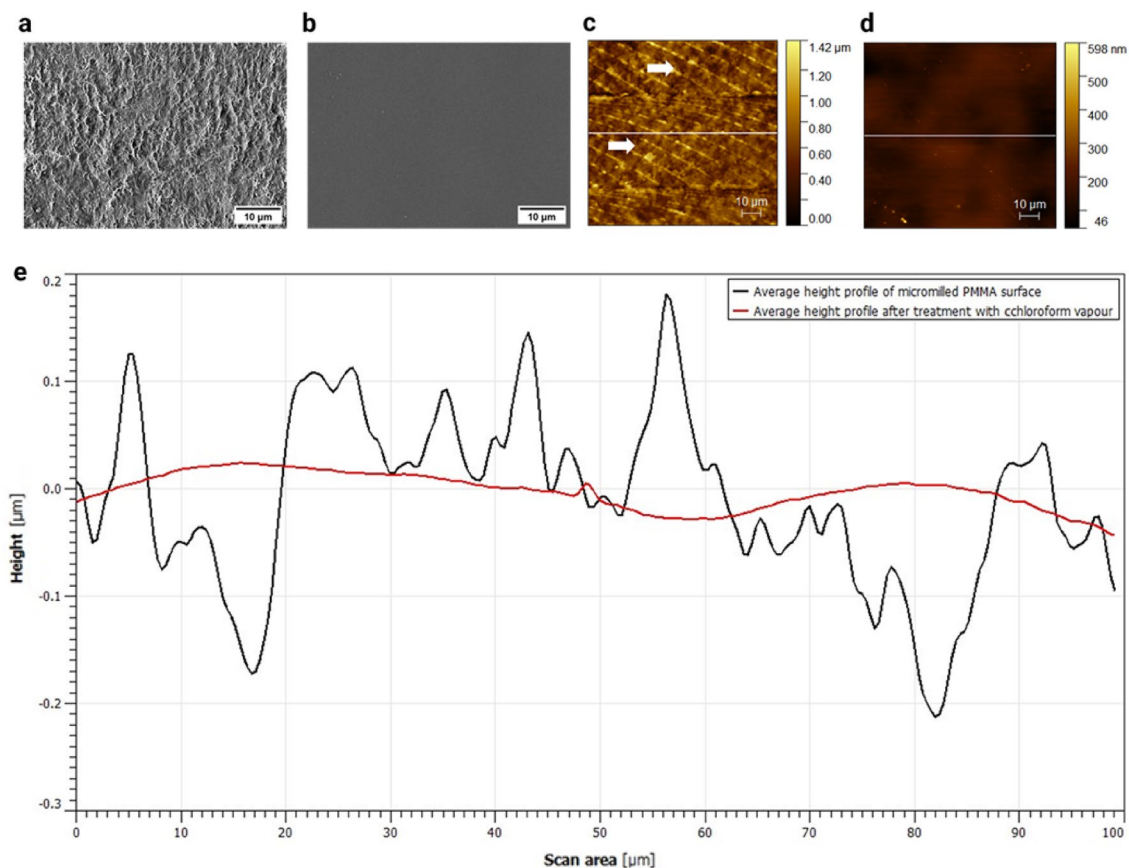 a
b
c
d
10 µm
10 µm
10 µm
1.42 µm
1.20
1.00
0.80
0.60
0.40
0.00
10 µm
598 nm
500
400
300
200
46
e
Average height profile of micromilled PMMA surface
Average height profile after treatment with cchloroform vapour
0.2
0.1
0.0
-0.1
-0.2
-0.3
Height [µm]
0 10 20 30 40 50 60 70 80 90 100
Scan area [µm]